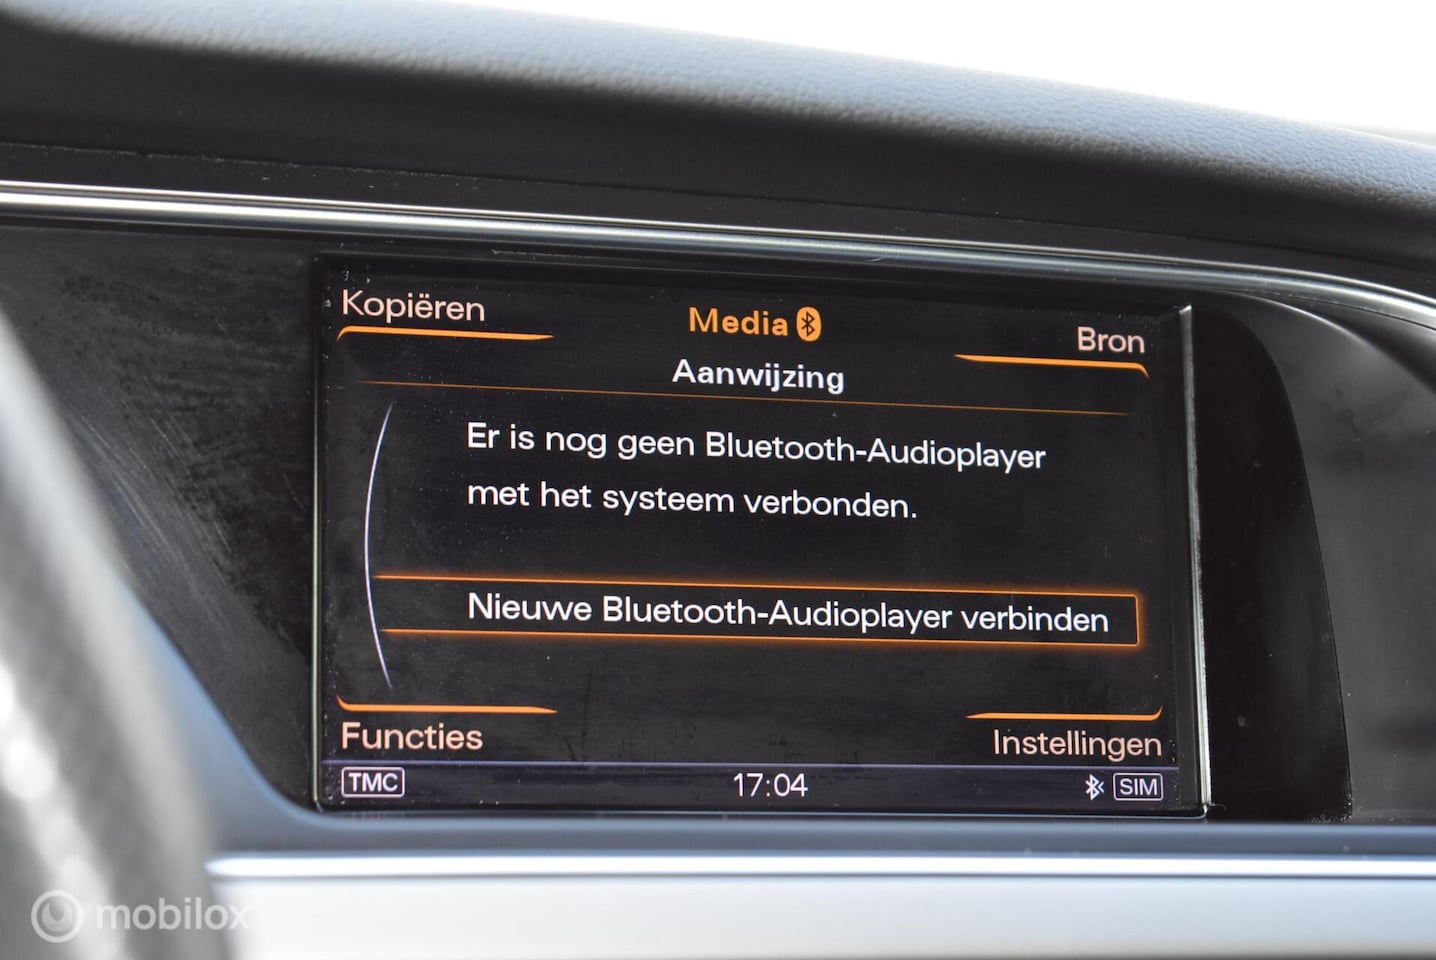 Kopiëren
Media
Bron
Aanwijzing
Er is nog geen Bluetooth-Audioplayer
met het systeem verbonden.
Nieuwe Bluetooth-Audioplayer verbinden
Functies
Instellingen
TMC
17:04
SIM
mobilox